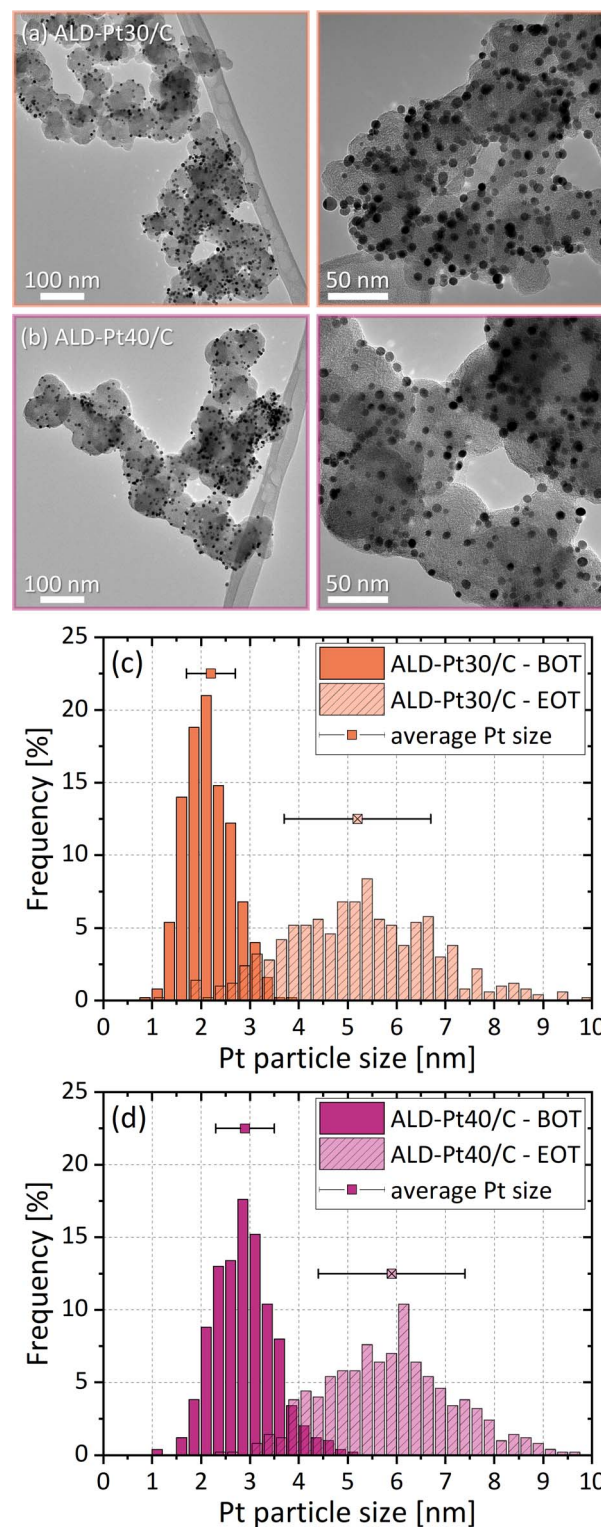 (a) ALD-Pt30/C
100 nm
50 nm
(b) ALD-Pt40/C
100 nm
50 nm
(c)
ALD-Pt30/C - BOT
ALD-Pt30/C - EOT
average Pt size
Frequency [%]
25
20
15
10
5
0
0 1 2 3 4 5 6 7 8 9 10
Pt particle size [nm]
(d)
ALD-Pt40/C - BOT
ALD-Pt40/C - EOT
average Pt size
Frequency [%]
25
20
15
10
5
0
0 1 2 3 4 5 6 7 8 9 10
Pt particle size [nm]